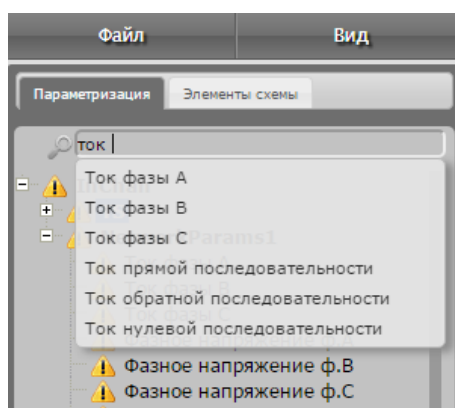 Файл Вид
Параметризация Элементы схемы
ток
Ток фазы A
Ток фазы B
Ток фазы C
Ток прямой последовательности
Ток обратной последовательности
Ток нулевой последовательности
Фазное напряжение ф.B
Фазное напряжение ф.C